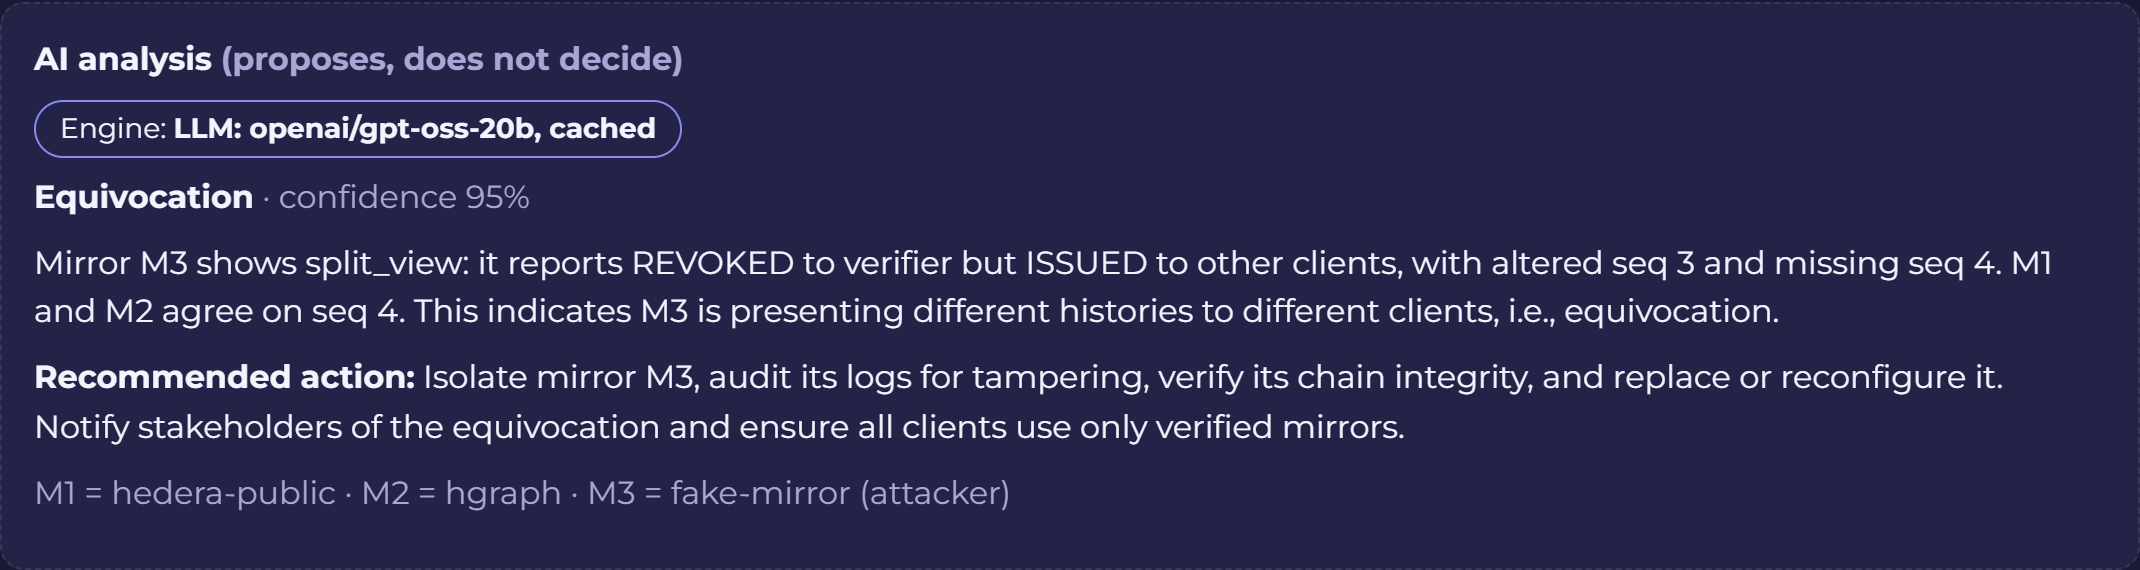 AI analysis (proposes, does not decide)
Engine: LLM: openai/gpt-oss-20b, cached
Equivocation · confidence 95%
Mirror M3 shows split_view: it reports REVOKED to verifier but ISSUED to other clients, with altered seq 3 and missing seq 4. M1
and M2 agree on seq 4. This indicates M3 is presenting different histories to different clients, i.e., equivocation.
Recommended action: Isolate mirror M3, audit its logs for tampering, verify its chain integrity, and replace or reconfigure it.
Notify stakeholders of the equivocation and ensure all clients use only verified mirrors.
M1 = hedera-public · M2 = hgraph · M3 = fake-mirror (attacker)